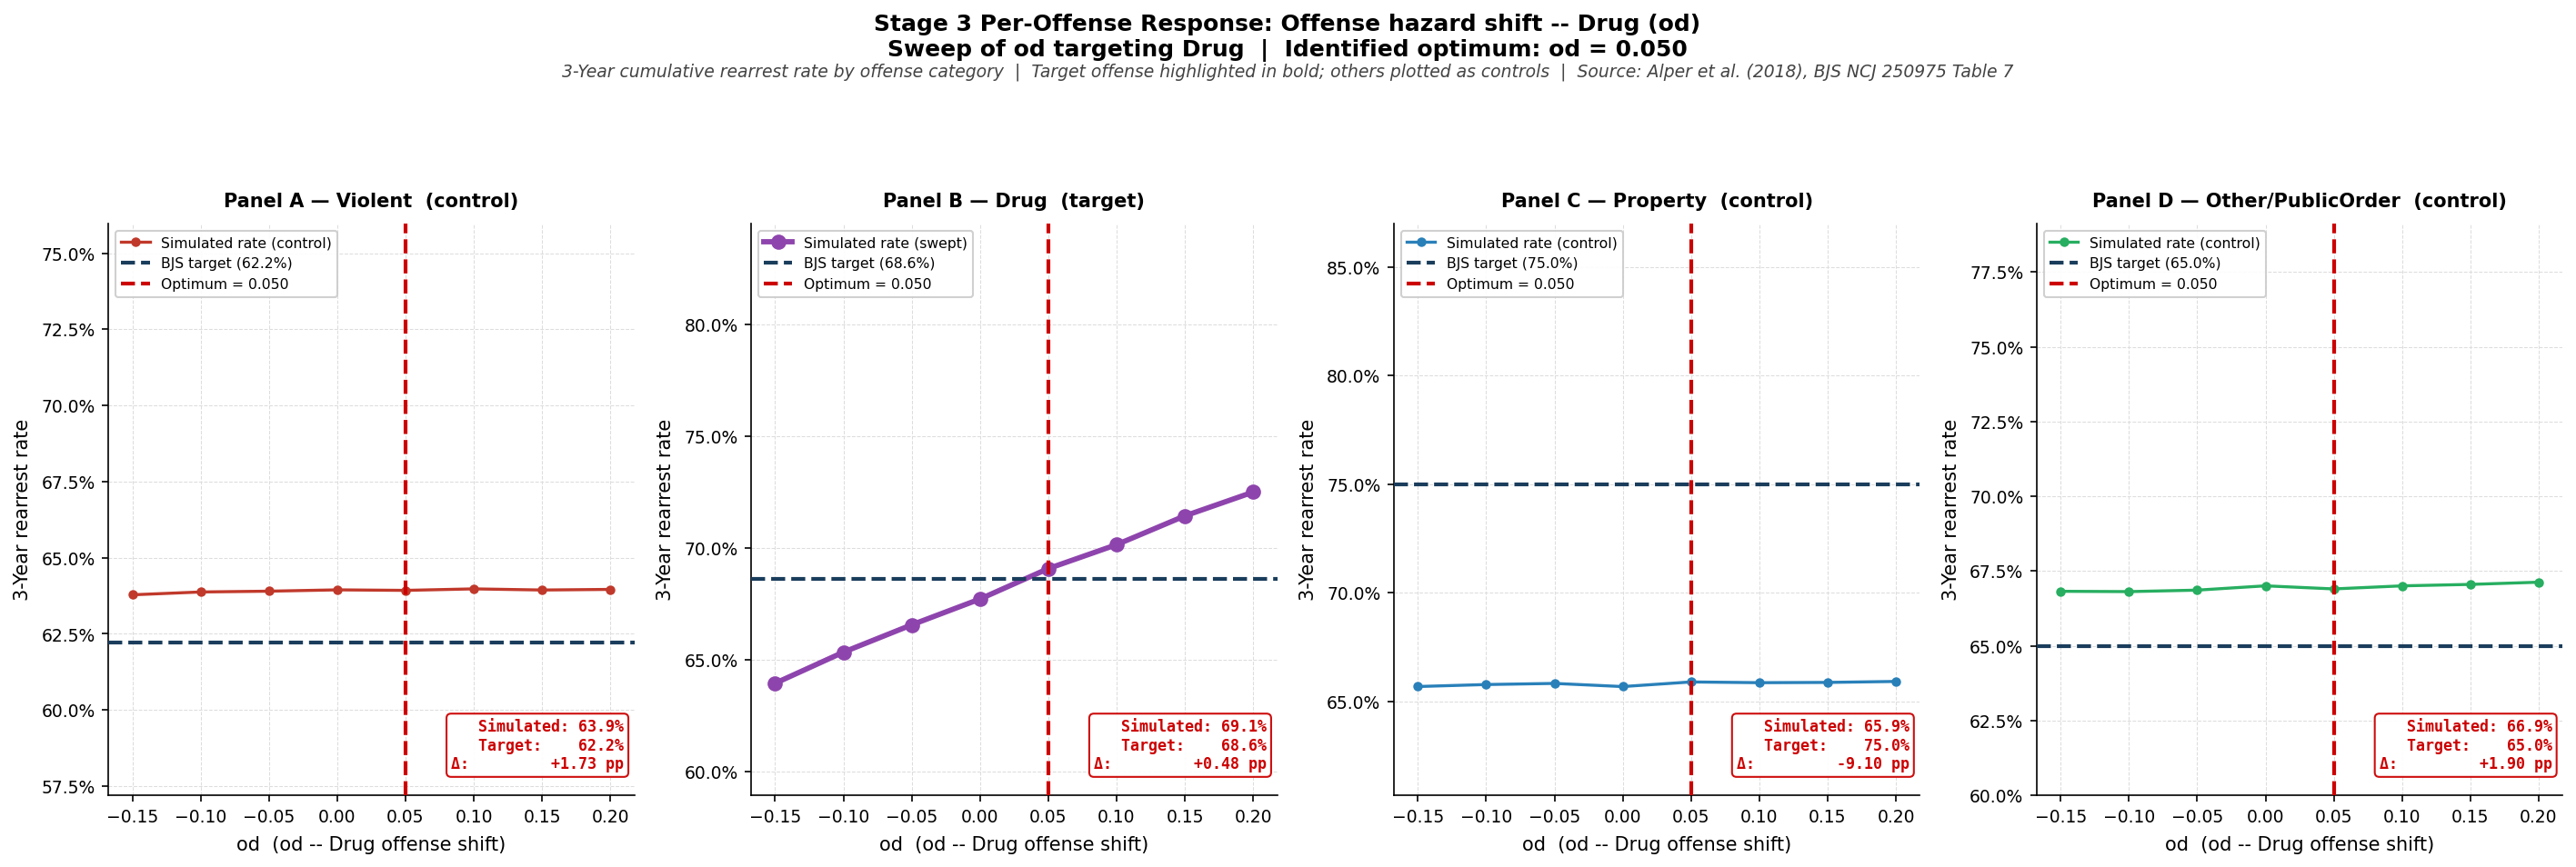 Stage 3 Per-Offense Response: Offense hazard shift -- Drug (od)
Sweep of od targeting Drug | Identified optimum: od = 0.050
3-Year cumulative rearrest rate by offense category | Target offense highlighted in bold; others plotted as controls | Source: Alper et al. (2018), BJS NCJ 250975 Table 7
Panel A — Violent (control)
Simulated rate (control)
BJS target (62.2%)
Optimum = 0.050
75.0%
72.5%
70.0%
67.5%
65.0%
62.5%
60.0%
57.5%
3-Year rearrest rate
Simulated: 63.9%
Target: 62.2%
Δ: +1.73 pp
−0.15 −0.10 −0.05 0.00 0.05 0.10 0.15 0.20
od (od -- Drug offense shift)
Panel B — Drug (target)
Simulated rate (swept)
BJS target (68.6%)
Optimum = 0.050
80.0%
75.0%
70.0%
65.0%
60.0%
3-Year rearrest rate
Simulated: 69.1%
Target: 68.6%
Δ: +0.48 pp
−0.15 −0.10 −0.05 0.00 0.05 0.10 0.15 0.20
od (od -- Drug offense shift)
Panel C — Property (control)
Simulated rate (control)
BJS target (75.0%)
Optimum = 0.050
85.0%
80.0%
75.0%
70.0%
65.0%
3-Year rearrest rate
Simulated: 65.9%
Target: 75.0%
Δ: -9.10 pp
−0.15 −0.10 −0.05 0.00 0.05 0.10 0.15 0.20
od (od -- Drug offense shift)
Panel D — Other/PublicOrder (control)
Simulated rate (control)
BJS target (65.0%)
Optimum = 0.050
77.5%
75.0%
72.5%
70.0%
67.5%
65.0%
62.5%
60.0%
3-Year rearrest rate
Simulated: 66.9%
Target: 65.0%
Δ: +1.90 pp
−0.15 −0.10 −0.05 0.00 0.05 0.10 0.15 0.20
od (od -- Drug offense shift)